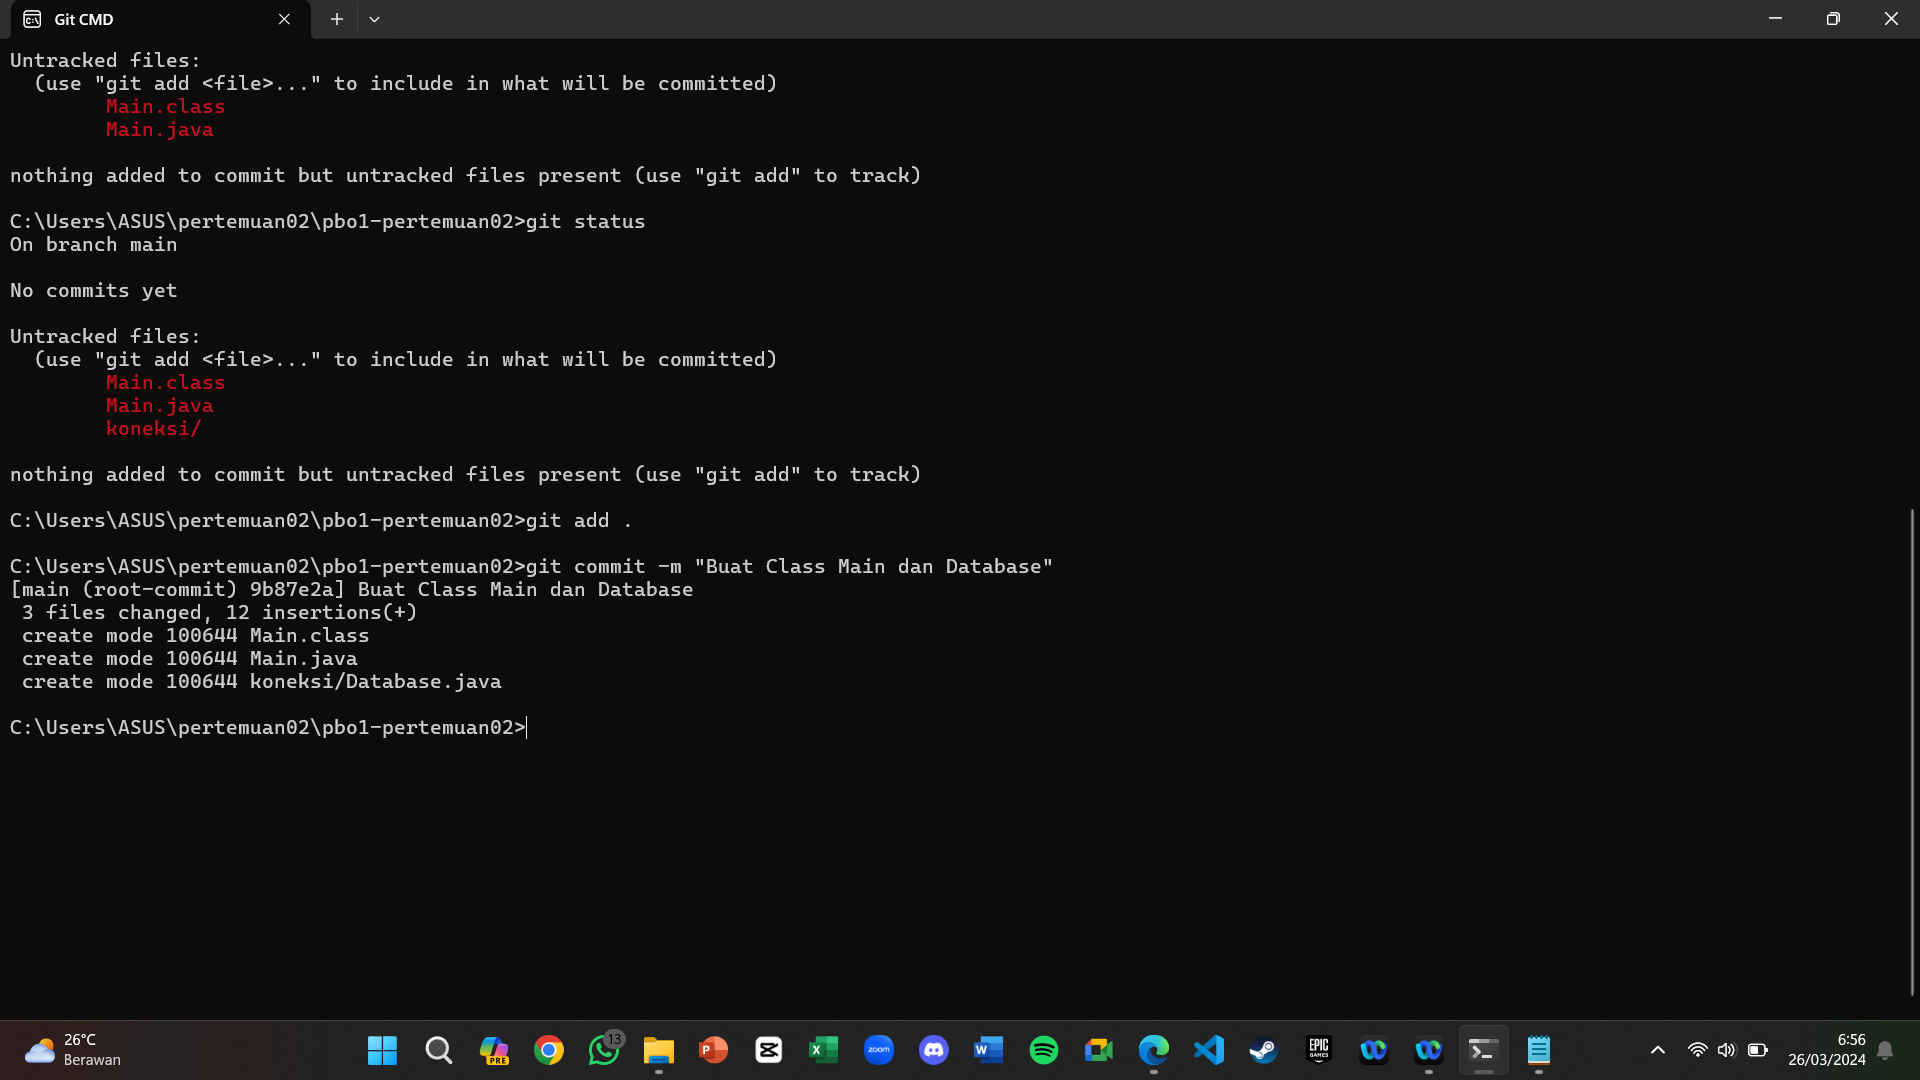 Git CMD
Untracked files:
(use "git add <file>..." to include in what will be committed)
Main.class
Main.java
nothing added to commit but untracked files present (use "git add" to track)
C:\Users\ASUS\pertemuan02\pbo1-pertemuan02>git status
On branch main
No commits yet
Untracked files:
(use "git add <file>..." to include in what will be committed)
Main.class
Main.java
koneksi/
nothing added to commit but untracked files present (use "git add" to track)
C:\Users\ASUS\pertemuan02\pbo1-pertemuan02>git add .
C:\Users\ASUS\pertemuan02\pbo1-pertemuan02>git commit -m "Buat Class Main dan Database"
[main (root-commit) 9b87e2a] Buat Class Main dan Database
3 files changed, 12 insertions(+)
create mode 100644 Main.class
create mode 100644 Main.java
create mode 100644 koneksi/Database.java
C:\Users\ASUS\pertemuan02\pbo1-pertemuan02>
26°C
Berawan
PRE
13
P
X
zoom
W
EPIC
GAMES
6:56
26/03/2024